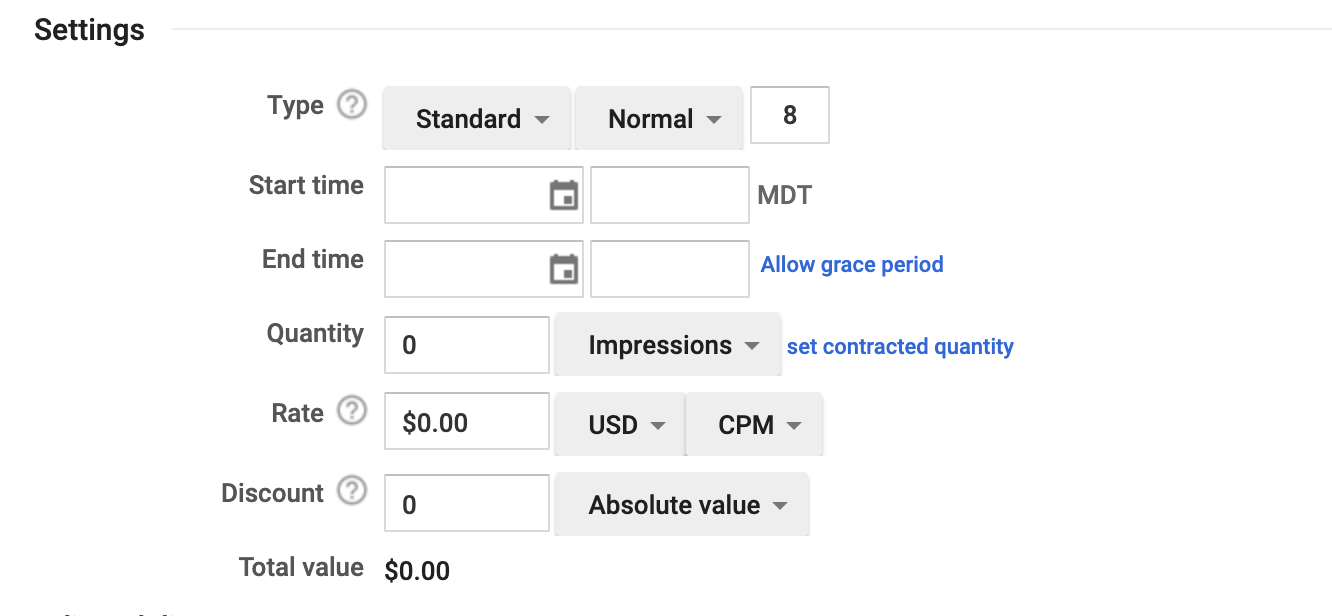 Settings
Type ? Standard Normal 8
Start time MDT
End time Allow grace period
Quantity 0 Impressions set contracted quantity
Rate ? $0.00 USD CPM
Discount ? 0 Absolute value
Total value $0.00